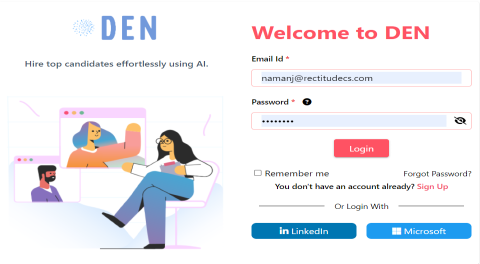 DEN
Hire top candidates effortlessly using AI.
Welcome to DEN
Email Id *
namanj@rectitudecs.com
Password * ?
••••••••
Login
Remember me
Forgot Password?
You don't have an account already? Sign Up
Or Login With
in LinkedIn
Microsoft